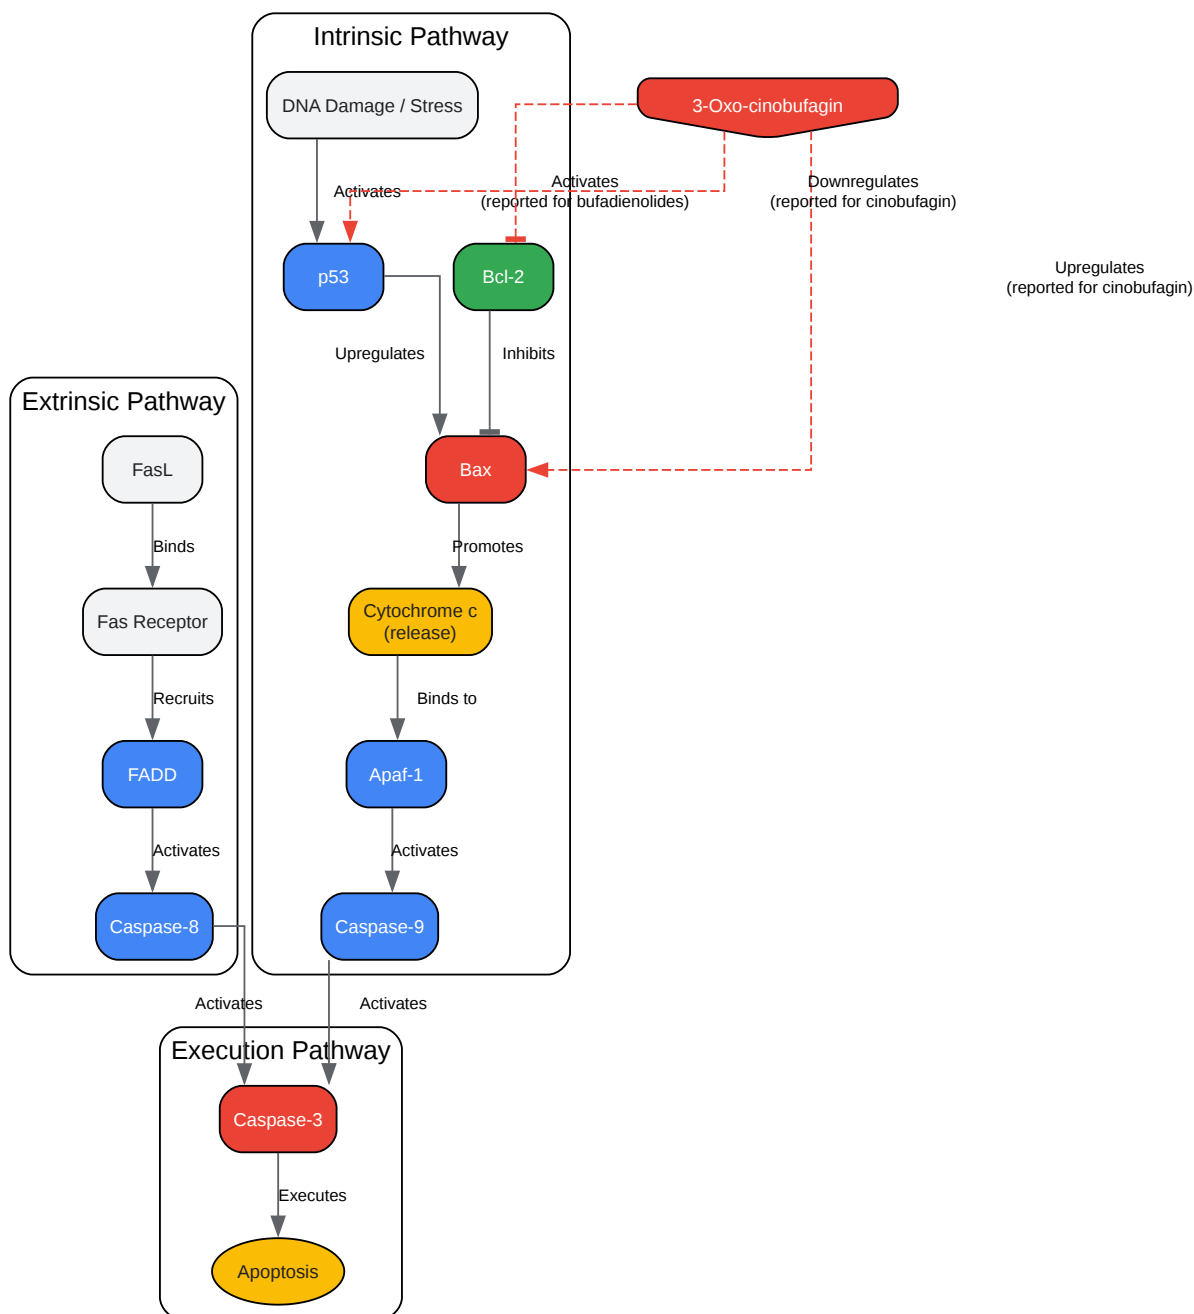 Intrinsic Pathway
DNA Damage / Stress
3-Oxo-cinobufagin
Activates
Activates
(reported for bufadienolides)
Downregulates
(reported for cinobufagin)
p53
Bcl-2
Upregulates
(reported for cinobufagin)
Upregulates
Inhibits
Extrinsic Pathway
FasL
Bax
Binds
Promotes
Fas Receptor
Cytochrome c
(release)
Recruits
Binds to
FADD
Apaf-1
Activates
Activates
Caspase-8
Caspase-9
Activates
Activates
Execution Pathway
Caspase-3
Executes
Apoptosis